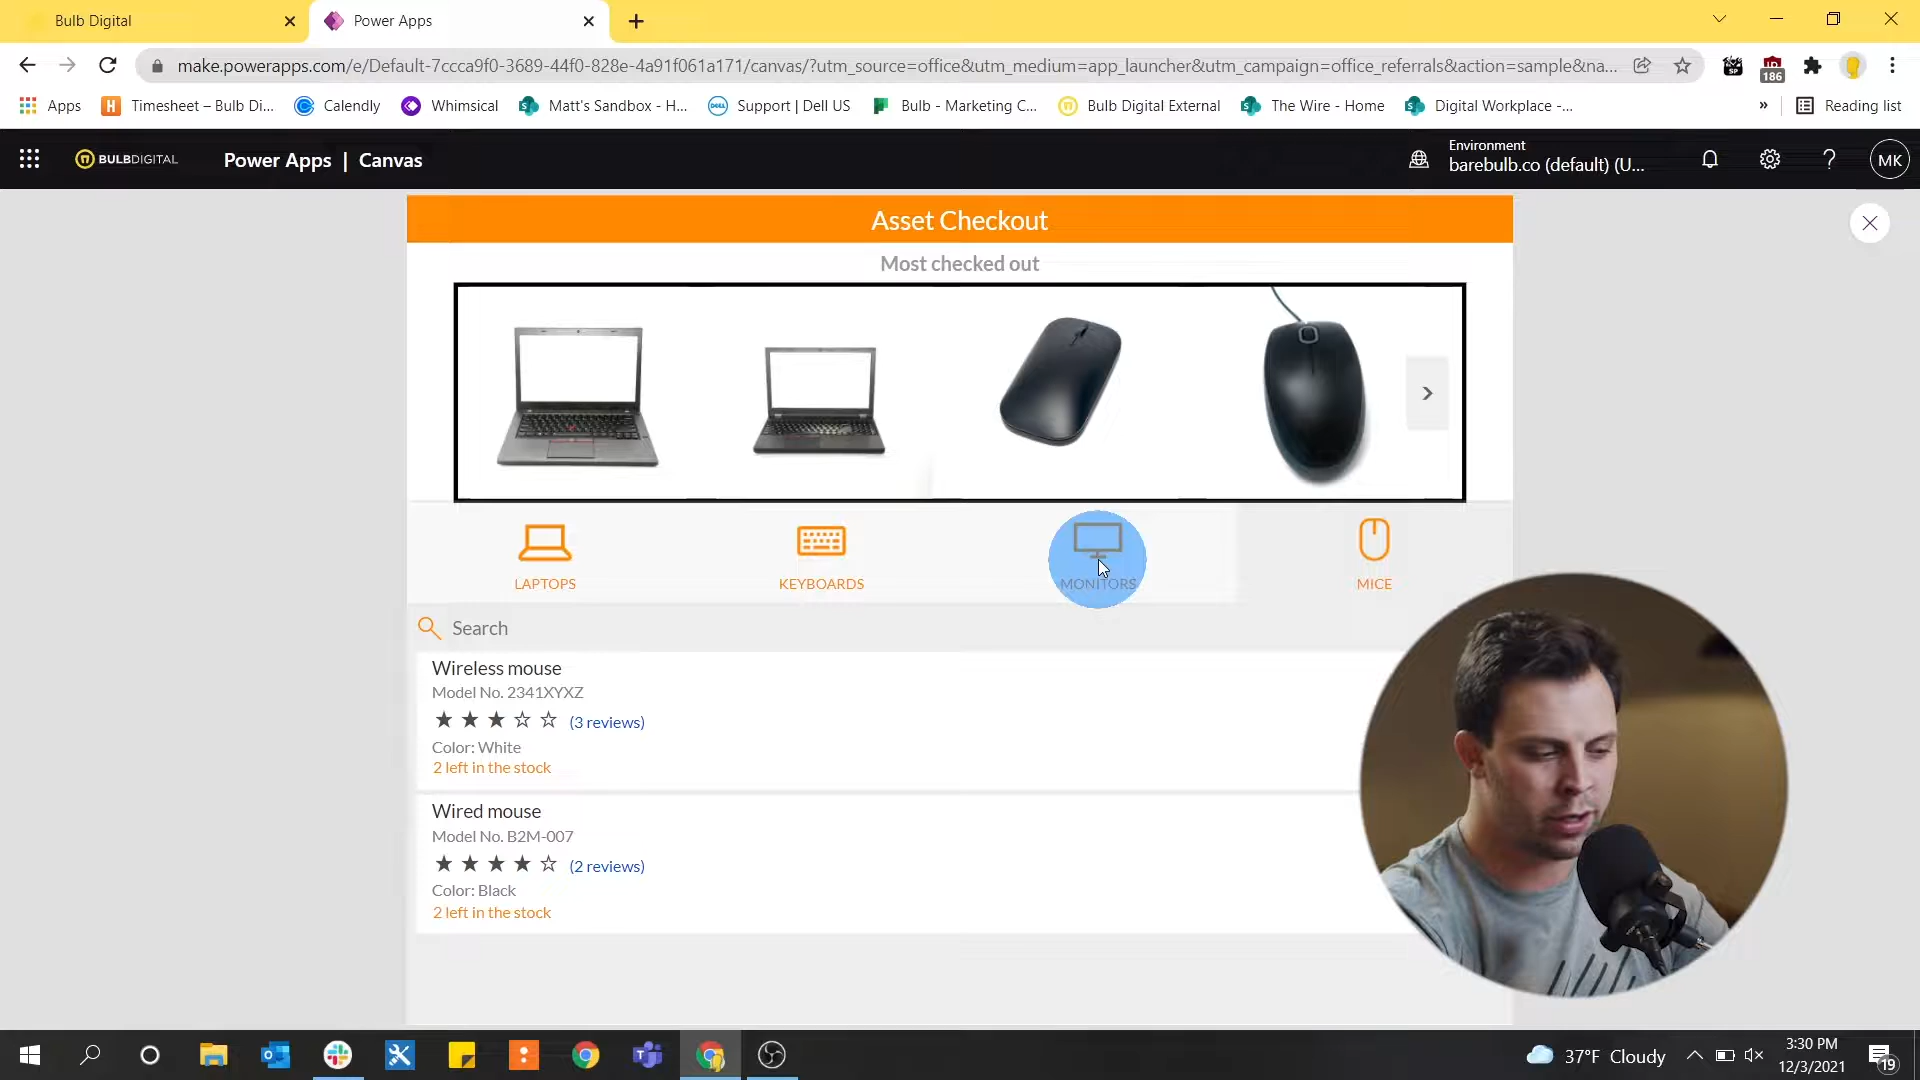 Bulb Digital
Power Apps
make.powerapps.com/e/Default-7ccca9f0-3689-44f0-828e-4a91f061a171/canvas/?utm_source=office&utm_medium=app_launcher&utm_campaign=office_referrals&action=sample&na...
186
Apps
Timesheet – Bulb Di...
Calendly
Whimsical
Matt's Sandbox - H...
Support | Dell US
Bulb - Marketing C...
Bulb Digital External
The Wire - Home
Digital Workplace -...
»
Reading list
BULBDIGITAL
Power Apps | Canvas
Environment
barebulb.co (default) (U...
MK
Asset Checkout
Most checked out
LAPTOPS
KEYBOARDS
MONITORS
MICE
Search
Wireless mouse
Model No. 2341XYXZ
(3 reviews)
Color: White
2 left in the stock
Wired mouse
Model No. B2M-007
(2 reviews)
Color: Black
2 left in the stock
37°F Cloudy
3:30 PM
12/3/2021
19